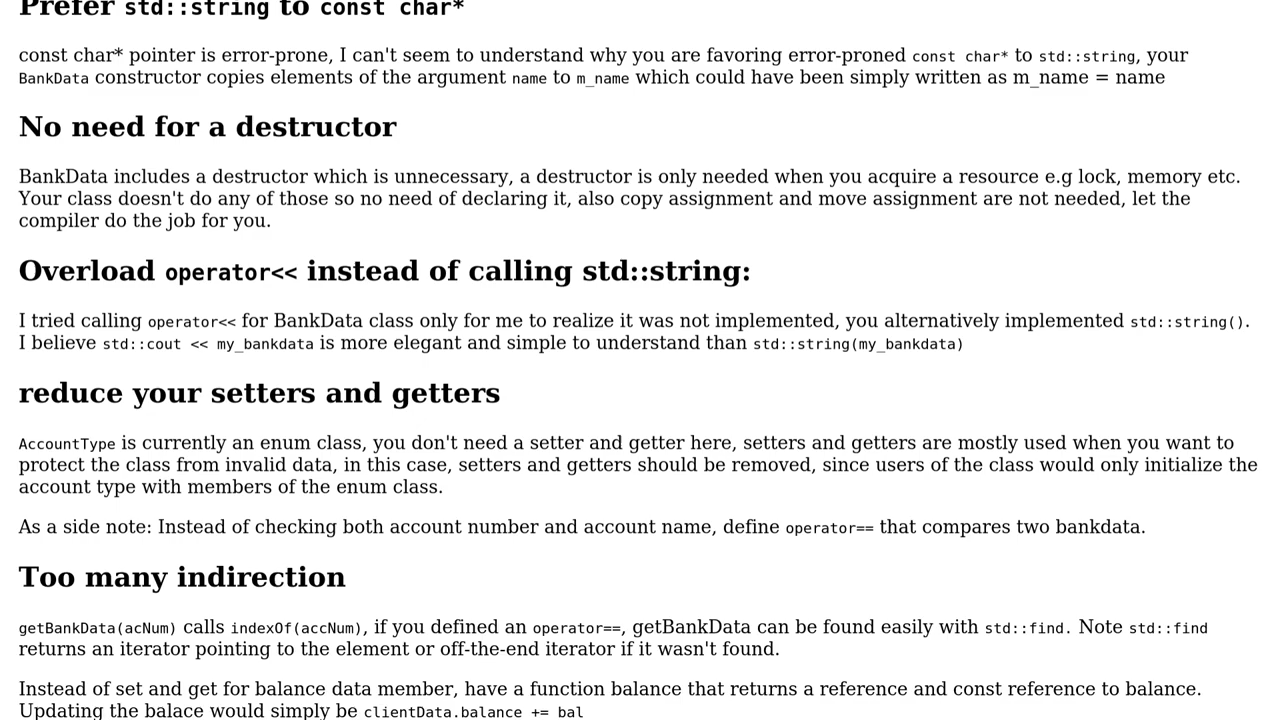 Prefer std::string to const char*
const char* pointer is error-prone, I can't seem to understand why you are favoring error-proned const char* to std::string, your
BankData constructor copies elements of the argument name to m_name which could have been simply written as m_name = name
No need for a destructor
BankData includes a destructor which is unnecessary, a destructor is only needed when you acquire a resource e.g lock, memory etc.
Your class doesn't do any of those so no need of declaring it, also copy assignment and move assignment are not needed, let the
compiler do the job for you.
Overload operator<< instead of calling std::string:
I tried calling operator<< for BankData class only for me to realize it was not implemented, you alternatively implemented std::string().
I believe std::cout << my_bankdata is more elegant and simple to understand than std::string(my_bankdata)
reduce your setters and getters
AccountType is currently an enum class, you don't need a setter and getter here, setters and getters are mostly used when you want to
protect the class from invalid data, in this case, setters and getters should be removed, since users of the class would only initialize the
account type with members of the enum class.
As a side note: Instead of checking both account number and account name, define operator== that compares two bankdata.
Too many indirection
getBankData(acNum) calls indexOf(accNum), if you defined an operator==, getBankData can be found easily with std::find. Note std::find
returns an iterator pointing to the element or off-the-end iterator if it wasn't found.
Instead of set and get for balance data member, have a function balance that returns a reference and const reference to balance.
Updating the balace would simply be clientData.balance += bal